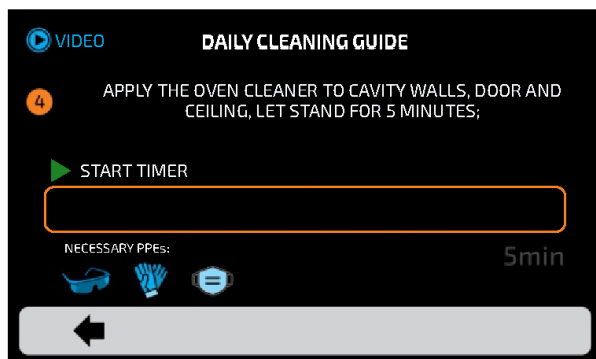 VIDEO
DAILY CLEANING GUIDE
4
APPLY THE OVEN CLEANER TO CAVITY WALLS, DOOR AND
CEILING, LET STAND FOR 5 MINUTES;
START TIMER
NECESSARY PPEs:
5min